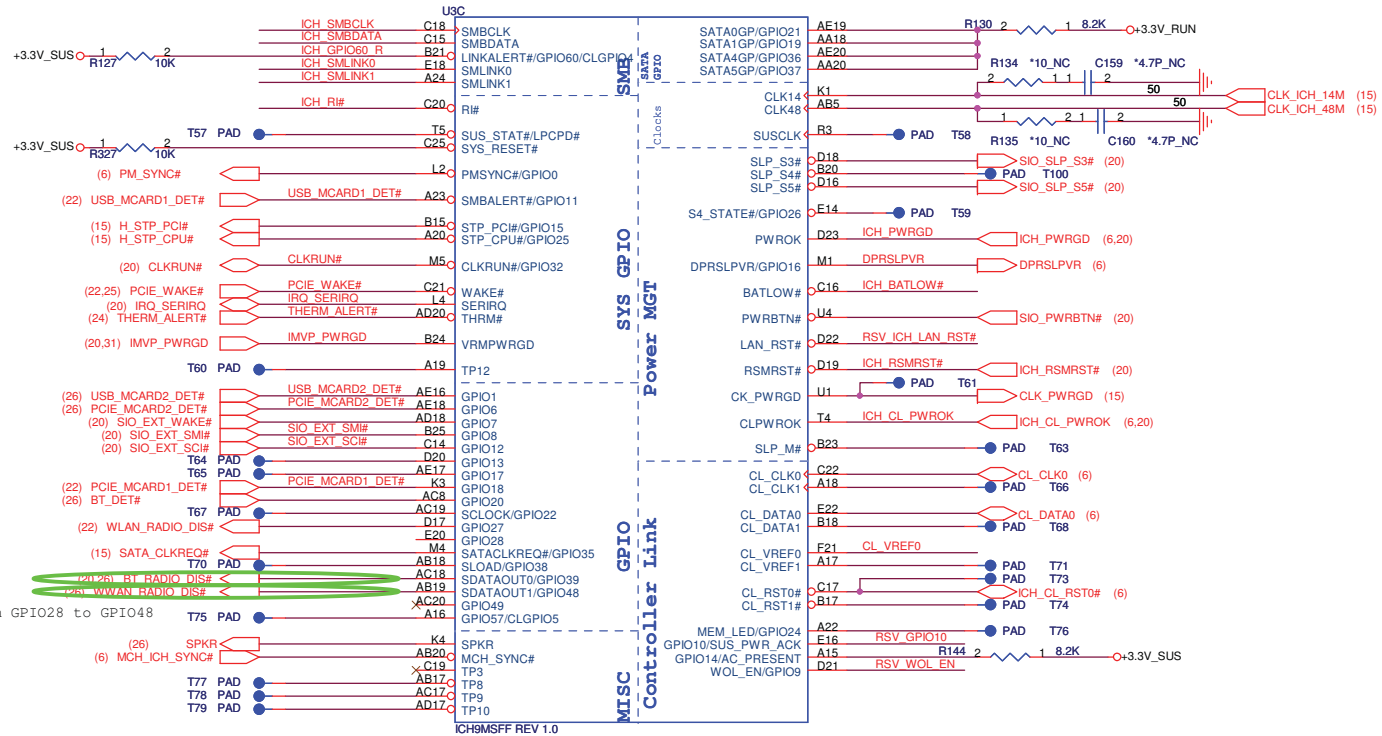 U3C
ICH_SMBCLK C18 SMBCLK
ICH_SMBDATA C15 SMBDATA
+3.3V_SUS 1 2 R127 10K ICH_GPIO60_R B21 LINKALERT#/GPIO60/CLGPIO4
ICH_SMLINK0 E18 SMLINK0
ICH_SMLINK1 A24 SMLINK1
ICH_RI# C20 RI#
T57 PAD T5 SUS_STAT#/LPCPD#
+3.3V_SUS 1 2 R327 10K C25 SYS_RESET#
(6) PM_SYNC# L2 PMSYNC#/GPIO0
(22) USB_MCARD1_DET# USB_MCARD1_DET# A23 SMBALERT#/GPIO11
(15) H_STP_PCI# B15 STP_PCI#/GPIO15
(15) H_STP_CPU# A20 STP_CPU#/GPIO25
(20) CLKRUN# CLKRUN# M5 CLKRUN#/GPIO32
(22,25) PCIE_WAKE# PCIE_WAKE# C21 WAKE#
(20) IRQ_SERIRQ IRQ_SERIRQ L4 SERIRQ
(24) THERM_ALERT# THERM_ALERT# AD20 THRM#
(20,31) IMVP_PWRGD IMVP_PWRGD B24 VRMPWRGD
T60 PAD A19 TP12
(26) USB_MCARD2_DET# USB_MCARD2_DET# AE16 GPIO1
(26) PCIE_MCARD2_DET# PCIE_MCARD2_DET# AE18 GPIO6
(20) SIO_EXT_WAKE# AD18 GPIO7
(20) SIO_EXT_SMI# SIO_EXT_SMI# B25 GPIO8
(20) SIO_EXT_SCI# SIO_EXT_SCI# C14 GPIO12
T64 PAD D20 GPIO13
T65 PAD AE17 GPIO17
(22) PCIE_MCARD1_DET# PCIE_MCARD1_DET# K3 GPIO18
(26) BT_DET# AC8 GPIO20
T67 PAD AC19 SCLOCK/GPIO22
(22) WLAN_RADIO_DIS# D17 GPIO27
E20 GPIO28
(15) SATA_CLKREQ# M4 SATACLKREQ#/GPIO35
T70 PAD AB18 SLOAD/GPIO38
(20,26) BT_RADIO_DIS# AC18 SDATAOUT0/GPIO39
(26) WWAN_RADIO_DIS# AB19 SDATAOUT1/GPIO48
AC20 GPIO49
GPIO28 to GPIO48
T75 PAD A16 GPIO57/CLGPIO5
(26) SPKR K4 SPKR
(6) MCH_ICH_SYNC# AB20 MCH_SYNC#
C19 TP3
T77 PAD AB17 TP8
T78 PAD AC17 TP9
T79 PAD AD17 TP10
ICH9MSFF REV 1.0
SMB
SYS GPIO
GPIO
MISC
SATA GPIO
Clocks
Power MGT
Controller Link
SATA0GP/GPIO21 AE19 R130 2 1 8.2K +3.3V_RUN
SATA1GP/GPIO19 AA18
SATA4GP/GPIO36 AE20
SATA5GP/GPIO37 AA20
R134 *10_NC C159 *4.7P_NC
2 1 1 2
CLK14 K1 50 CLK_ICH_14M (15)
CLK48 AB5 50 CLK_ICH_48M (15)
1 2 1 2
R135 *10_NC C160 *4.7P_NC
SUSCLK R3 PAD T58
SLP_S3# D18 SIO_SLP_S3# (20)
SLP_S4# B20 PAD T100
SLP_S5# D16 SIO_SLP_S5# (20)
S4_STATE#/GPIO26 E14 PAD T59
PWROK D23 ICH_PWRGD ICH_PWRGD (6,20)
DPRSLPVR/GPIO16 M1 DPRSLPVR DPRSLPVR (6)
BATLOW# C16 ICH_BATLOW#
PWRBTN# U4 SIO_PWRBTN# (20)
LAN_RST# D22 RSV_ICH_LAN_RST#
RSMRST# D19 ICH_RSMRST# ICH_RSMRST# (20)
PAD T61
CK_PWRGD U1 CLK_PWRGD (15)
CLPWROK T4 ICH_CL_PWROK ICH_CL_PWROK (6,20)
SLP_M# B23 PAD T63
CL_CLK0 C22 CL_CLK0 (6)
CL_CLK1 A18 PAD T66
CL_DATA0 E22 CL_DATA0 (6)
CL_DATA1 B18 PAD T68
CL_VREF0 F21 CL_VREF0
CL_VREF1 A17 PAD T71
PAD T73
CL_RST0# C17 ICH_CL_RST0# (6)
CL_RST1# B17 PAD T74
MEM_LED/GPIO24 A22 PAD T76
GPIO10/SUS_PWR_ACK E16 RSV_GPIO10
GPIO14/AC_PRESENT A15 R144 2 1 8.2K +3.3V_SUS
WOL_EN/GPIO9 D21 RSV_WOL_EN